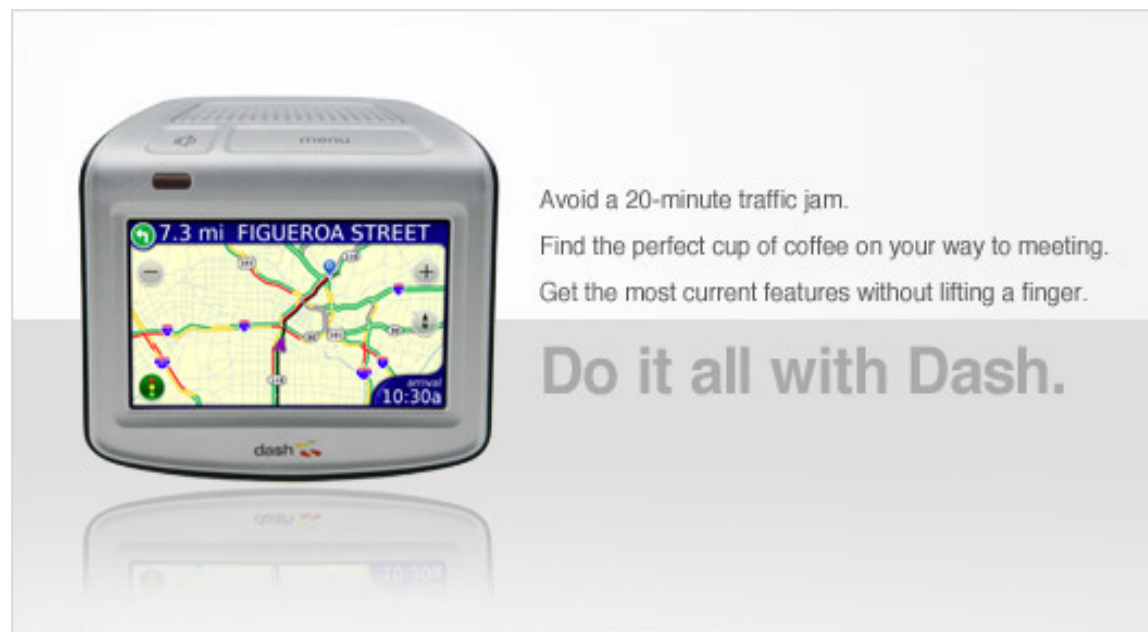 menu
7.3 mi FIGUEROA STREET
arrival
10:30a
dash
Avoid a 20-minute traffic jam.
Find the perfect cup of coffee on your way to meeting.
Get the most current features without lifting a finger.
Do it all with Dash.